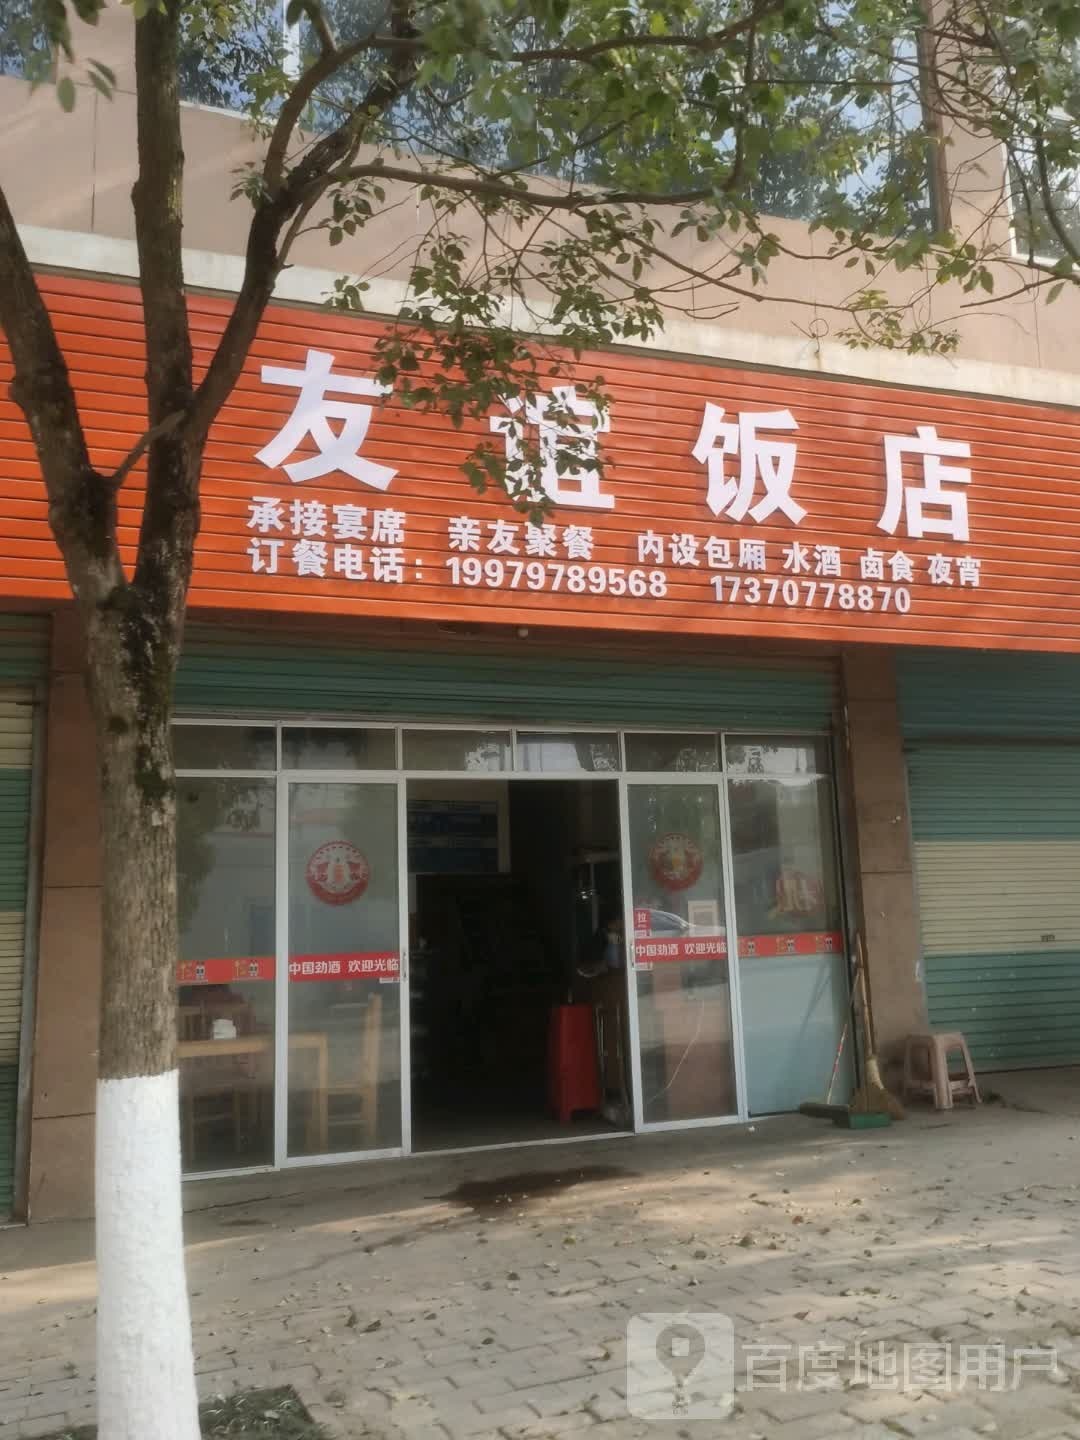 友谊饭店
承接宴席 亲友聚餐 内设包厢 水酒 卤食 夜宵
订餐电话：19979789568 17370778870
拉
中国劲酒 欢迎光临
中国劲酒 欢迎光临
百度地图用户